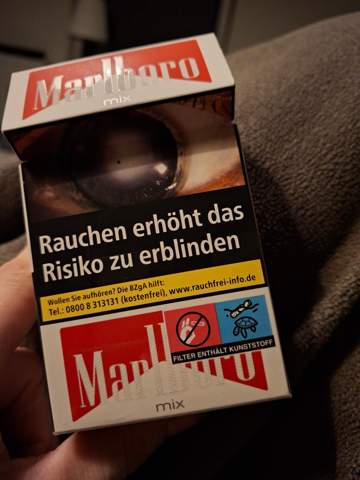 Marlboro
mix
Rauchen erhöht das
Risiko zu erblinden
Wollen Sie aufhören? Die BZgA hilft:
Tel.: 0800 8 313131 (kostenfrei), www.rauchfrei-info.de
FILTER ENTHÄLT KUNSTSTOFF
Marlboro
mix